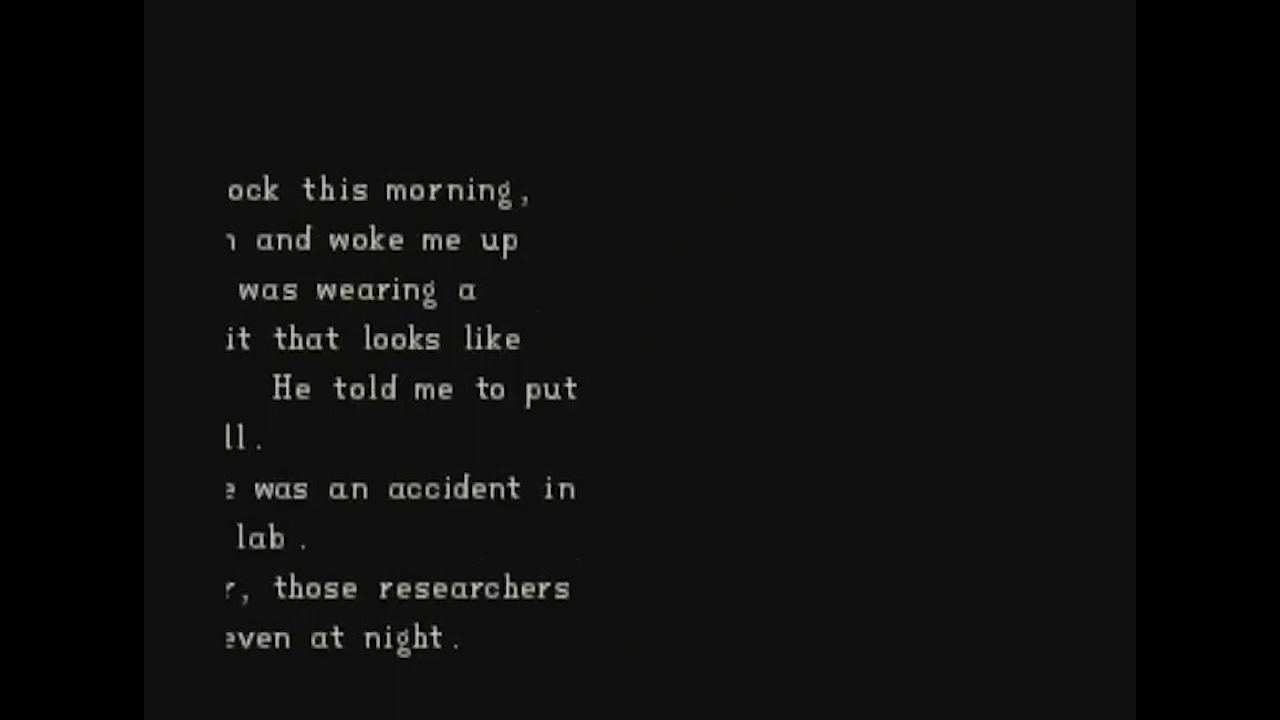 ock this morning,
and woke me up
was wearing a
it that looks like
He told me to put
ll.
was an accident in
lab.
r, those researchers
even at night.